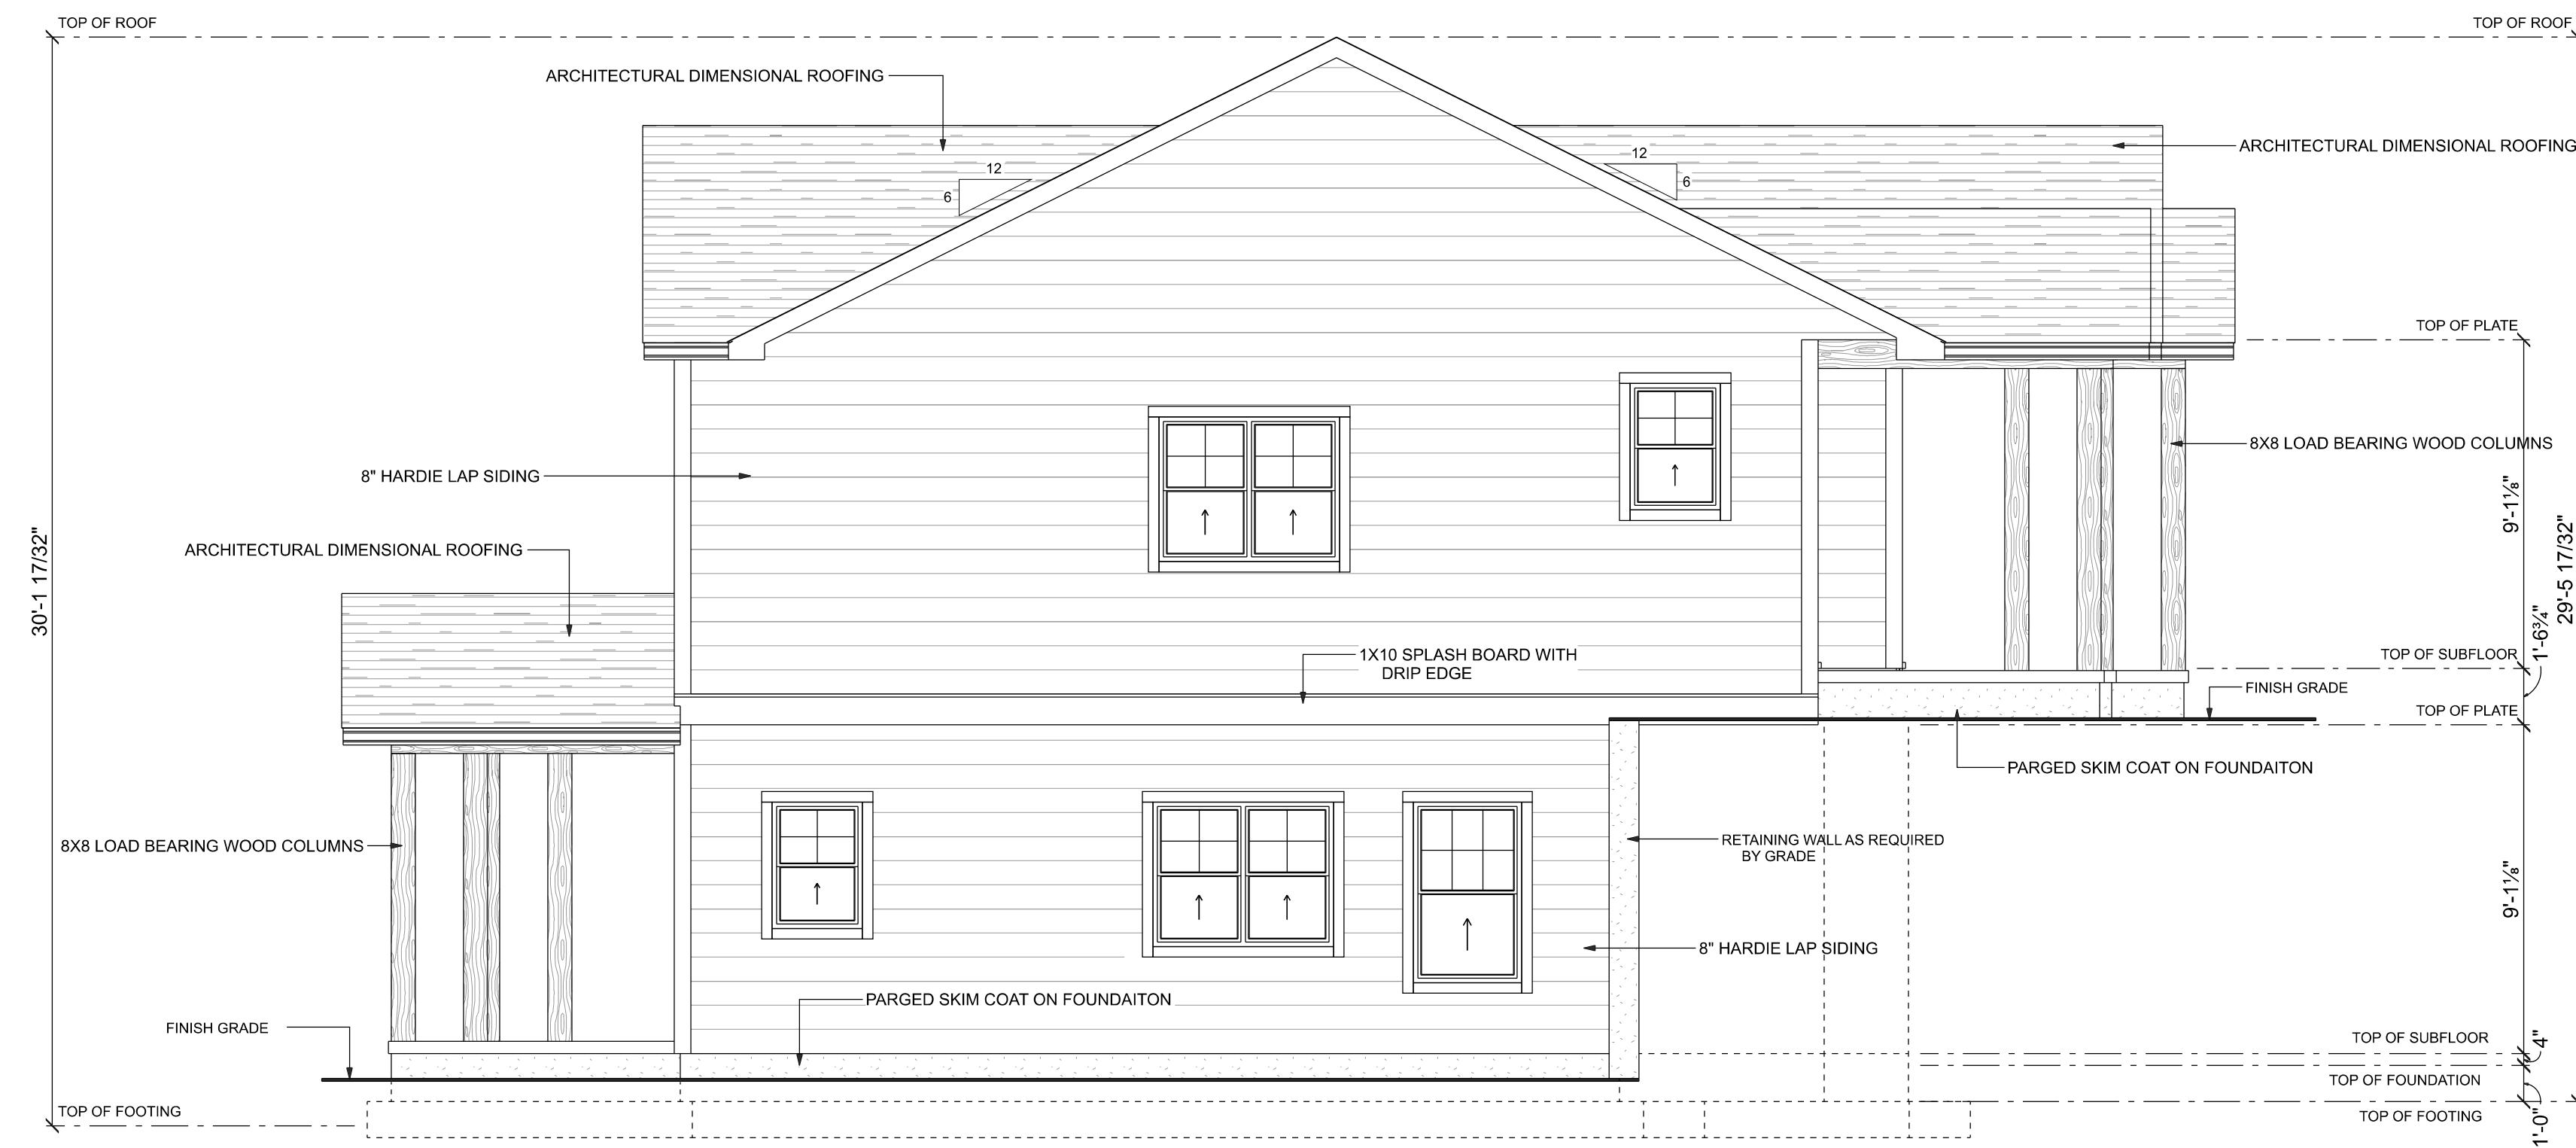 TOP OF ROOF
TOP OF ROOF
ARCHITECTURAL DIMENSIONAL ROOFING
12
6
12
6
ARCHITECTURAL DIMENSIONAL ROOFING
TOP OF PLATE
8X8 LOAD BEARING WOOD COLUMNS
8" HARDIE LAP SIDING
9'-1⅛"
30'-1 17/32"
29'-5 17/32"
ARCHITECTURAL DIMENSIONAL ROOFING
1'-6¾"
1X10 SPLASH BOARD WITH
DRIP EDGE
TOP OF SUBFLOOR
FINISH GRADE
TOP OF PLATE
PARGED SKIM COAT ON FOUNDAITON
8X8 LOAD BEARING WOOD COLUMNS
RETAINING WALL AS REQUIRED
BY GRADE
9'-1⅛"
8" HARDIE LAP SIDING
PARGED SKIM COAT ON FOUNDAITON
FINISH GRADE
TOP OF SUBFLOOR
4"
TOP OF FOUNDATION
TOP OF FOOTING
TOP OF FOOTING
1'-0"